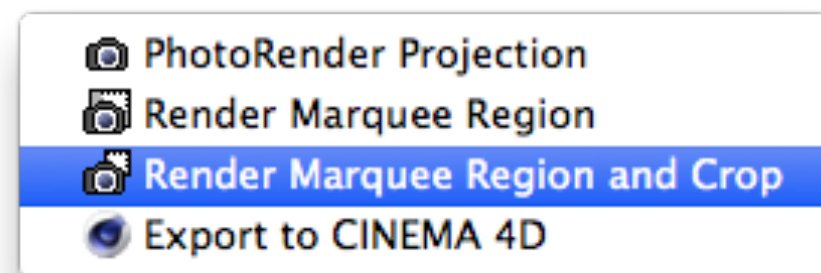 PhotoRender Projection
Render Marquee Region
Render Marquee Region and Crop
Export to CINEMA 4D